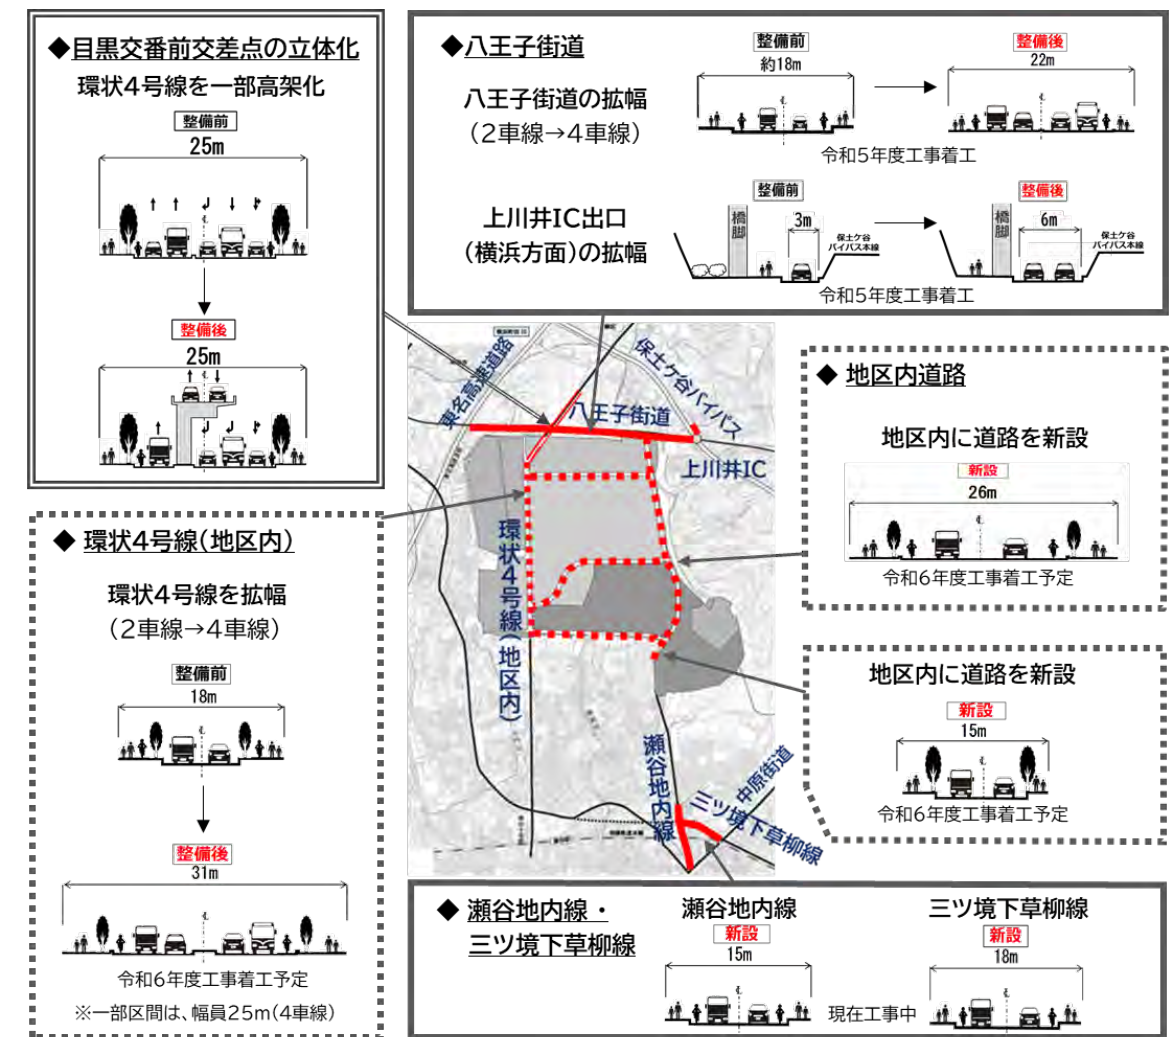 ◆目黒交番前交差点の立体化
環状4号線を一部高架化
整備前
25m
整備後
25m
◆八王子街道
八王子街道の拡幅
(2車線→4車線)
整備前
約18m
整備後
22m
令和5年度工事着工
上川井IC出口
(横浜方面)の拡幅
整備前
橋脚
3m
保土ケ谷
バイパス本線
整備後
橋脚
6m
保土ケ谷
バイパス本線
令和5年度工事着工
東名高速道路
保土ケ谷バイパス
八王子街道
上川井IC
環状4号線(地区内)
瀬谷地内線
中原街道
三ツ境下草柳線
◆ 地区内道路
地区内に道路を新設
新設
26m
令和6年度工事着工予定
地区内に道路を新設
新設
15m
令和6年度工事着工予定
◆ 環状4号線(地区内)
環状4号線を拡幅
(2車線→4車線)
整備前
18m
整備後
31m
令和6年度工事着工予定
※一部区間は、幅員25m(4車線)
◆ 瀬谷地内線・
三ツ境下草柳線
瀬谷地内線
新設
15m
現在工事中
三ツ境下草柳線
新設
18m